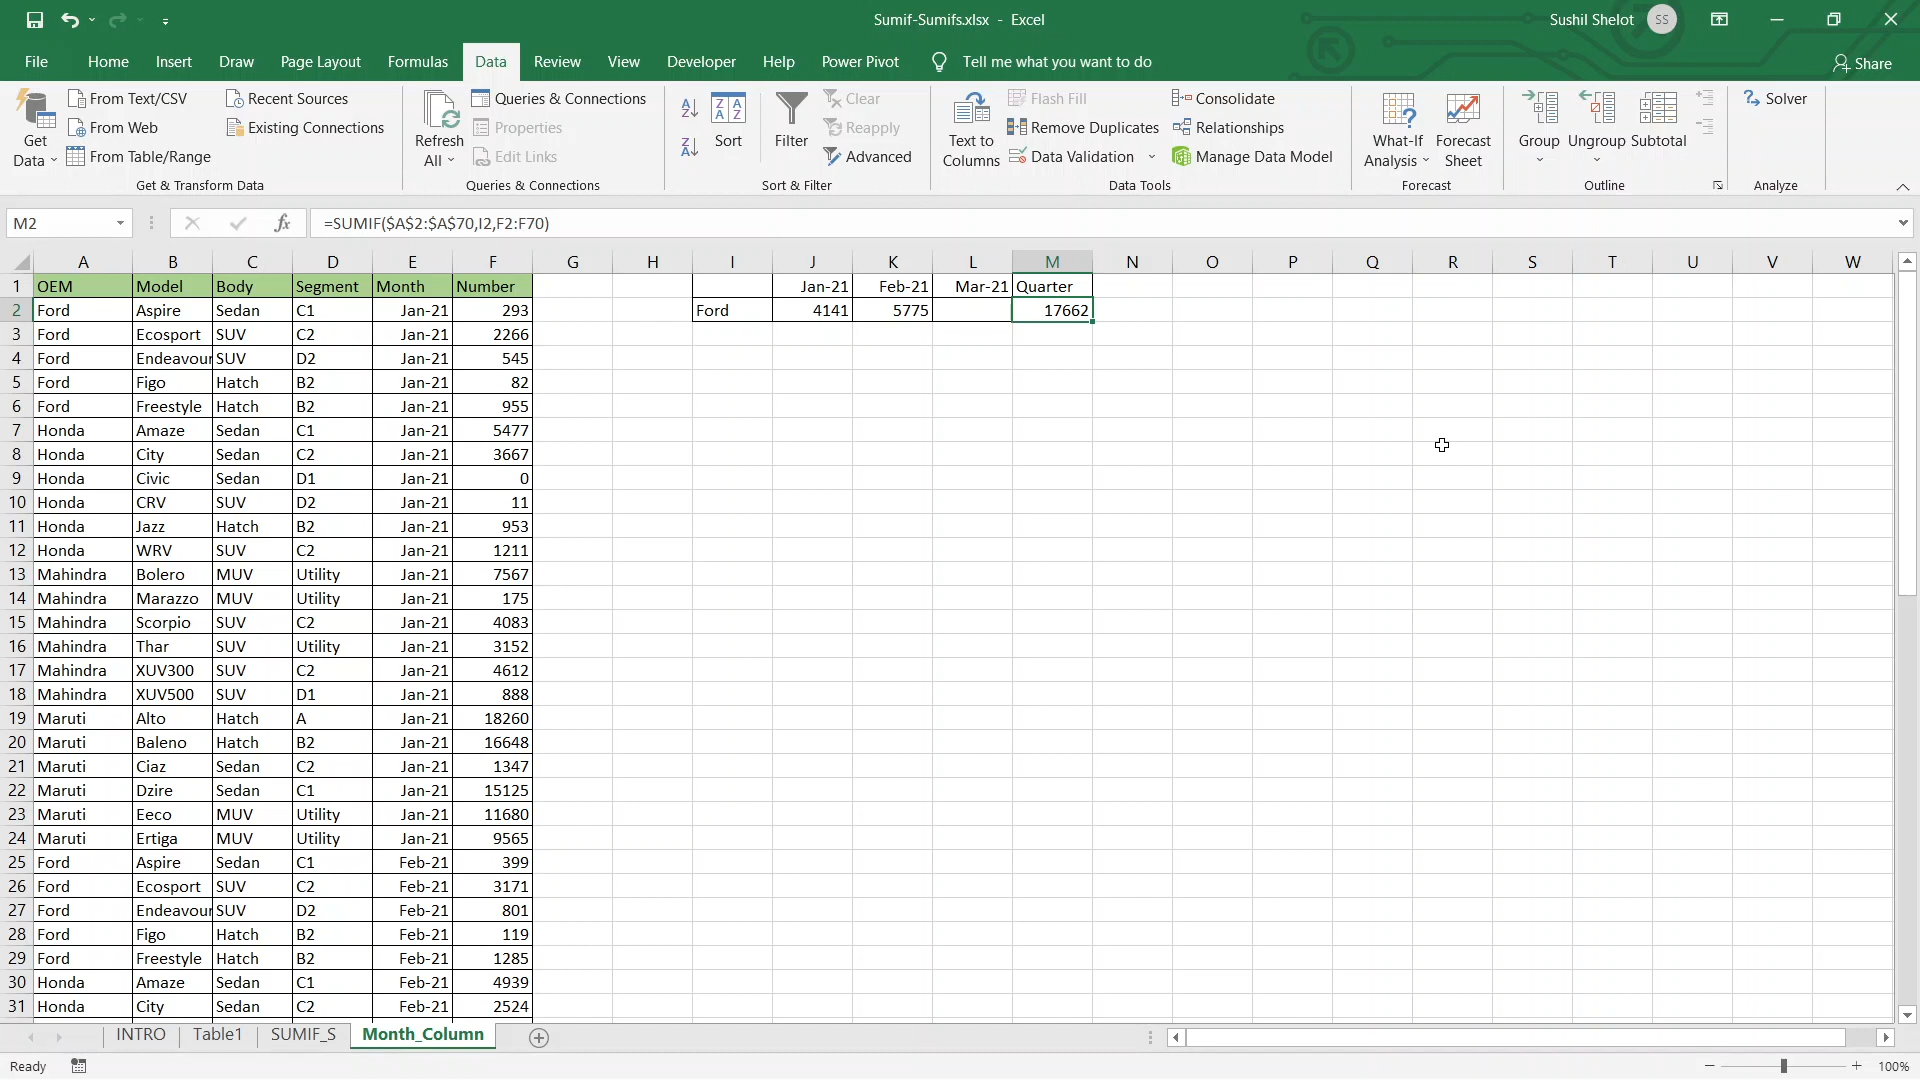 Sumif-Sumifs.xlsx - Excel
Sushil Shelot SS
File Home Insert Draw Page Layout Formulas Data Review View Developer Help Power Pivot Tell me what you want to do Share
From Text/CSV Recent Sources Queries & Connections Clear Flash Fill Consolidate Solver
From Web Existing Connections Properties Reapply Remove Duplicates Relationships
Get Data From Table/Range Refresh All Edit Links Sort Filter Advanced Text to Columns Data Validation Manage Data Model What-If Analysis Forecast Sheet Group Ungroup Subtotal
Get & Transform Data Queries & Connections Sort & Filter Data Tools Forecast Outline Analyze
M2 fx =SUMIF($A$2:$A$70,I2,F2:F70)
A B C D E F G H I J K L M N O P Q R S T U V W
1 OEM Model Body Segment Month Number Jan-21 Feb-21 Mar-21 Quarter
2 Ford Aspire Sedan C1 Jan-21 293 Ford 4141 5775 17662
3 Ford Ecosport SUV C2 Jan-21 2266
4 Ford Endeavour SUV D2 Jan-21 545
5 Ford Figo Hatch B2 Jan-21 82
6 Ford Freestyle Hatch B2 Jan-21 955
7 Honda Amaze Sedan C1 Jan-21 5477
8 Honda City Sedan C2 Jan-21 3667
9 Honda Civic Sedan D1 Jan-21 0
10 Honda CRV SUV D2 Jan-21 11
11 Honda Jazz Hatch B2 Jan-21 953
12 Honda WRV SUV C2 Jan-21 1211
13 Mahindra Bolero MUV Utility Jan-21 7567
14 Mahindra Marazzo MUV Utility Jan-21 175
15 Mahindra Scorpio SUV C2 Jan-21 4083
16 Mahindra Thar SUV Utility Jan-21 3152
17 Mahindra XUV300 SUV C2 Jan-21 4612
18 Mahindra XUV500 SUV D1 Jan-21 888
19 Maruti Alto Hatch A Jan-21 18260
20 Maruti Baleno Hatch B2 Jan-21 16648
21 Maruti Ciaz Sedan C2 Jan-21 1347
22 Maruti Dzire Sedan C1 Jan-21 15125
23 Maruti Eeco MUV Utility Jan-21 11680
24 Maruti Ertiga MUV Utility Jan-21 9565
25 Ford Aspire Sedan C1 Feb-21 399
26 Ford Ecosport SUV C2 Feb-21 3171
27 Ford Endeavour SUV D2 Feb-21 801
28 Ford Figo Hatch B2 Feb-21 119
29 Ford Freestyle Hatch B2 Feb-21 1285
30 Honda Amaze Sedan C1 Feb-21 4939
31 Honda City Sedan C2 Feb-21 2524
INTRO Table1 SUMIF_S Month_Column
Ready 100%